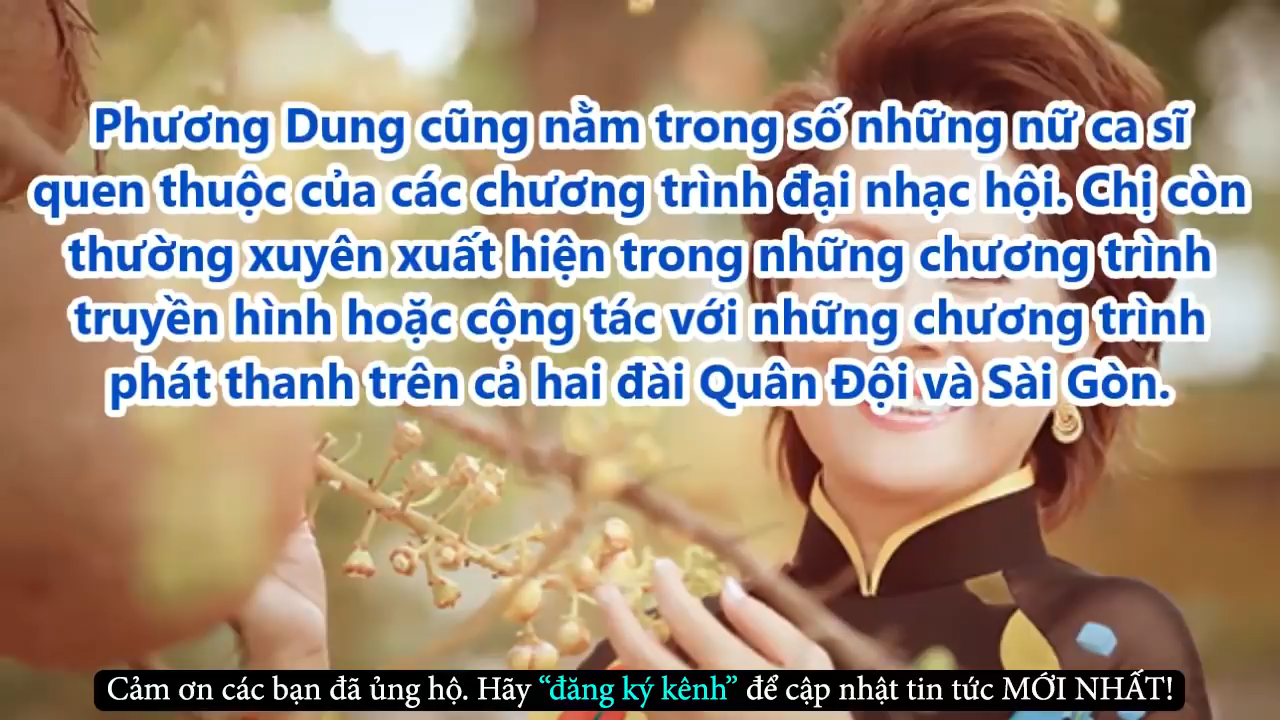 Phương Dung cũng nằm trong số những nữ ca sĩ
quen thuộc của các chương trình đại nhạc hội. Chị còn
thường xuyên xuất hiện trong những chương trình
truyền hình hoặc cộng tác với những chương trình
phát thanh trên cả hai đài Quân Đội và Sài Gòn.
Cảm ơn các bạn đã ủng hộ. Hãy “đăng ký kênh” để cập nhật tin tức MỚI NHẤT!